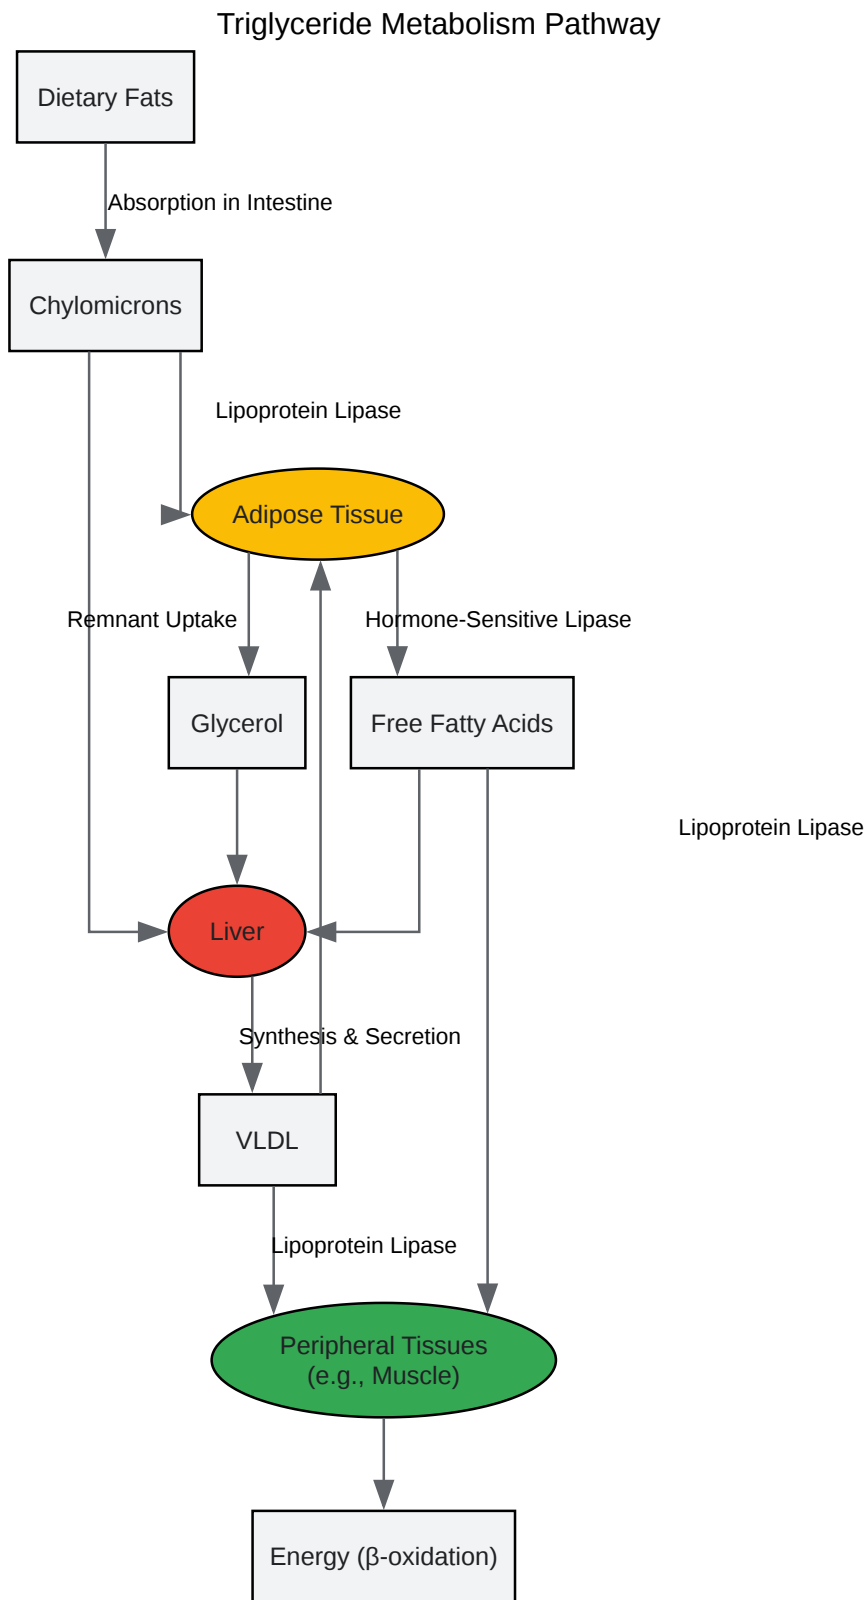 Triglyceride Metabolism Pathway
Dietary Fats
Absorption in Intestine
Chylomicrons
Lipoprotein Lipase
Adipose Tissue
Remnant Uptake
Hormone-Sensitive Lipase
Glycerol
Free Fatty Acids
Lipoprotein Lipase
Liver
Synthesis & Secretion
VLDL
Lipoprotein Lipase
Peripheral Tissues
(e.g., Muscle)
Energy (β-oxidation)